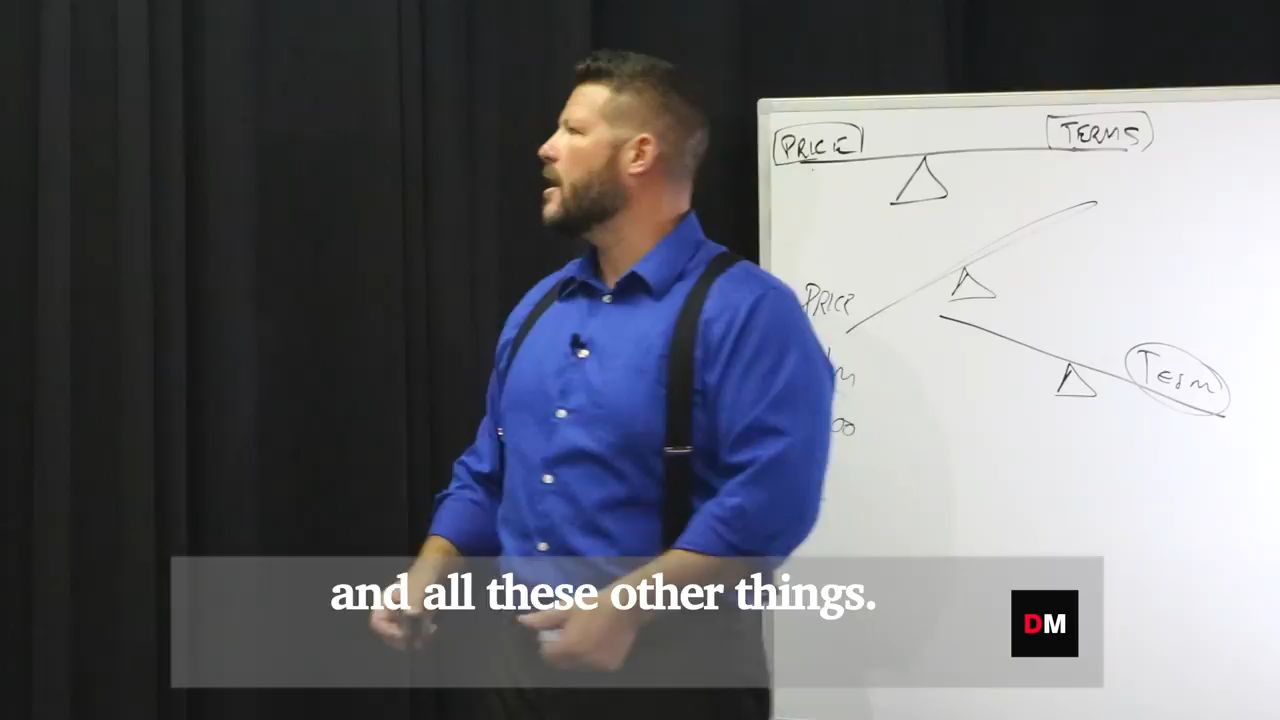 PRICE
TERMS
PRICE
Term
and all these other things.
DM